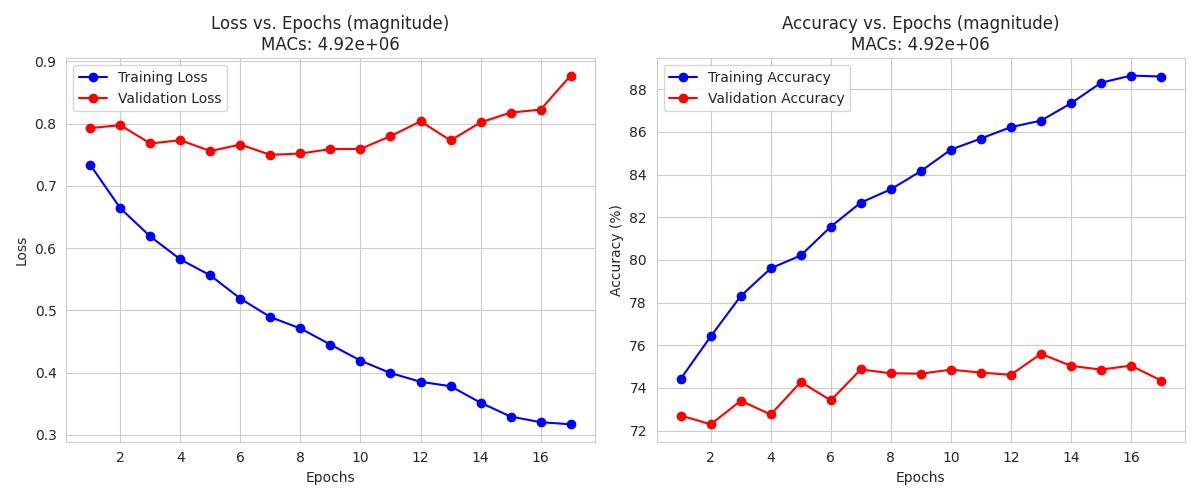 Loss vs. Epochs (magnitude)
MACs: 4.92e+06
Training Loss
Validation Loss
0.9
0.8
0.7
0.6
0.5
0.4
0.3
Loss
2 4 6 8 10 12 14 16
Epochs
Accuracy vs. Epochs (magnitude)
MACs: 4.92e+06
Training Accuracy
Validation Accuracy
88
86
84
82
80
78
76
74
72
Accuracy (%)
2 4 6 8 10 12 14 16
Epochs